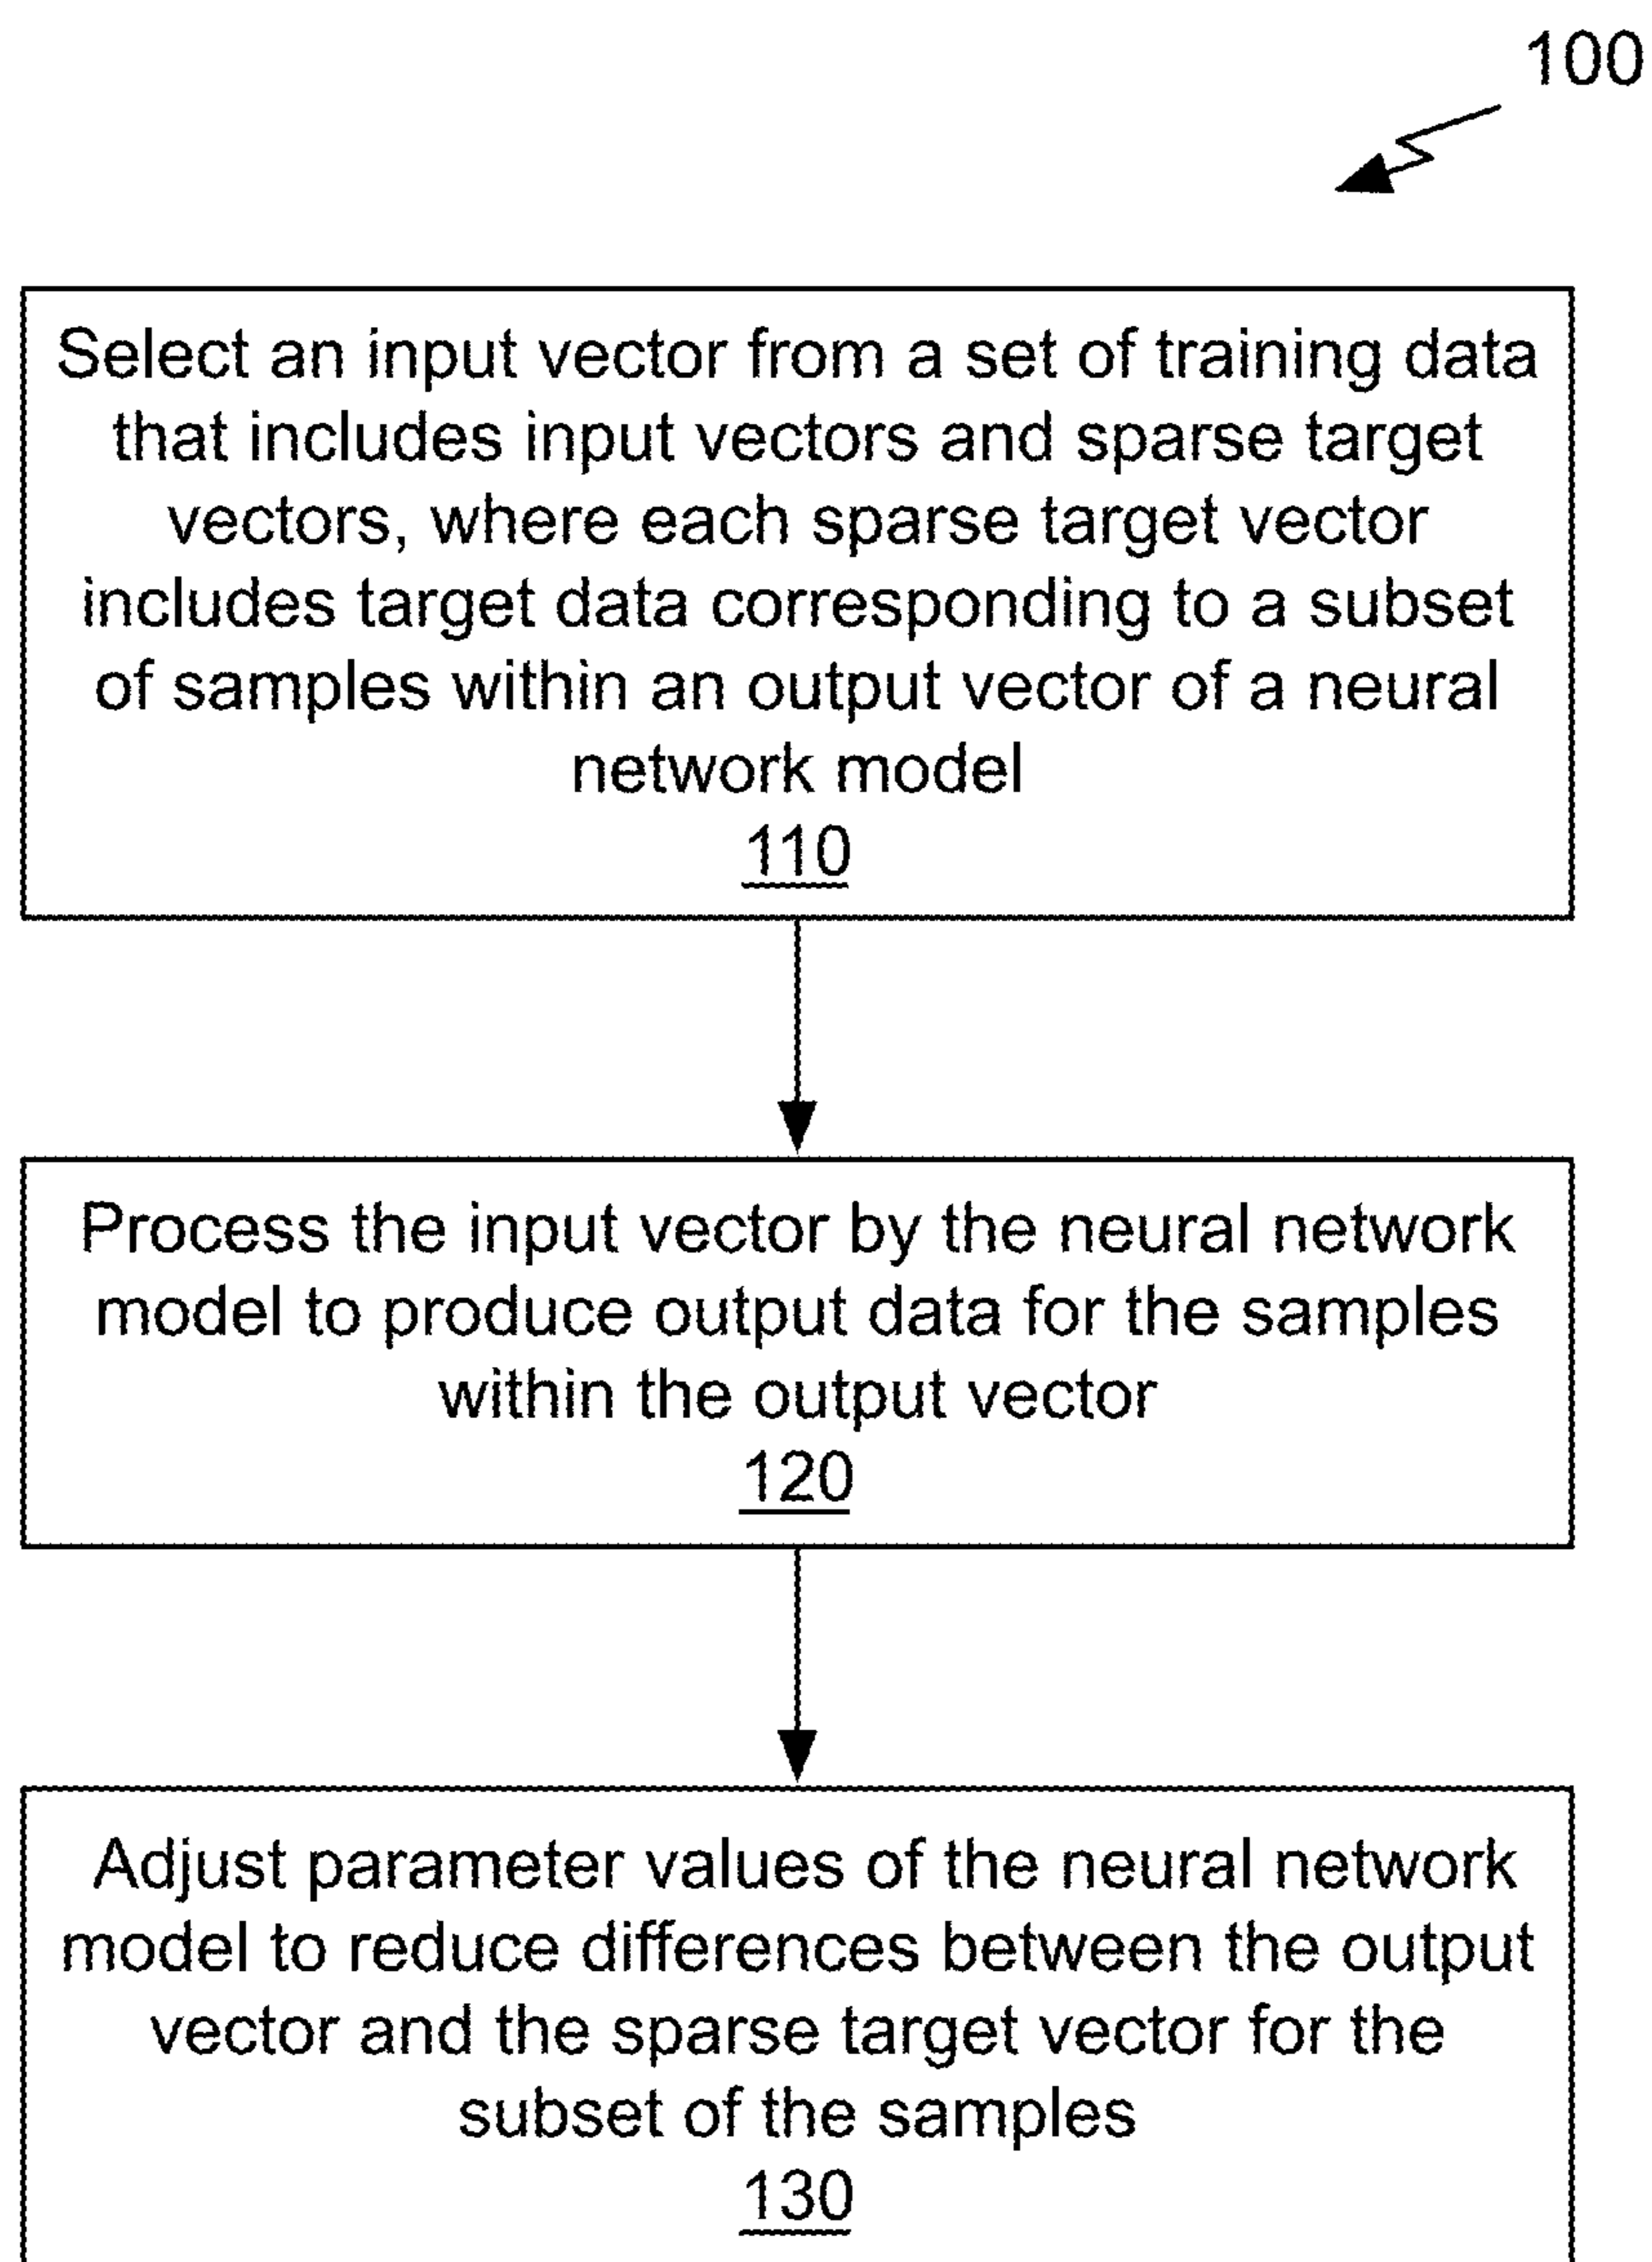 100
Select an input vector from a set of training data
that includes input vectors and sparse target
vectors, where each sparse target vector
includes target data corresponding to a subset
of samples within an output vector of a neural
network model
110
Process the input vector by the neural network
model to produce output data for the samples
within the output vector
120
Adjust parameter values of the neural network
model to reduce differences between the output
vector and the sparse target vector for the
subset of the samples
130